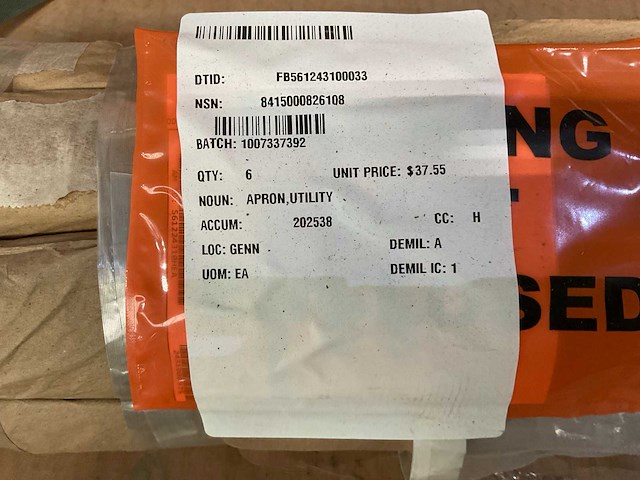 DTID: FB561243100033
NSN: 8415000826108
BATCH: 1007337392
QTY: 6 UNIT PRICE: $37.55
NOUN: APRON,UTILITY
ACCUM: 202538 CC: H
LOC: GENN DEMIL: A
UOM: EA DEMIL IC: 1
NG
SED